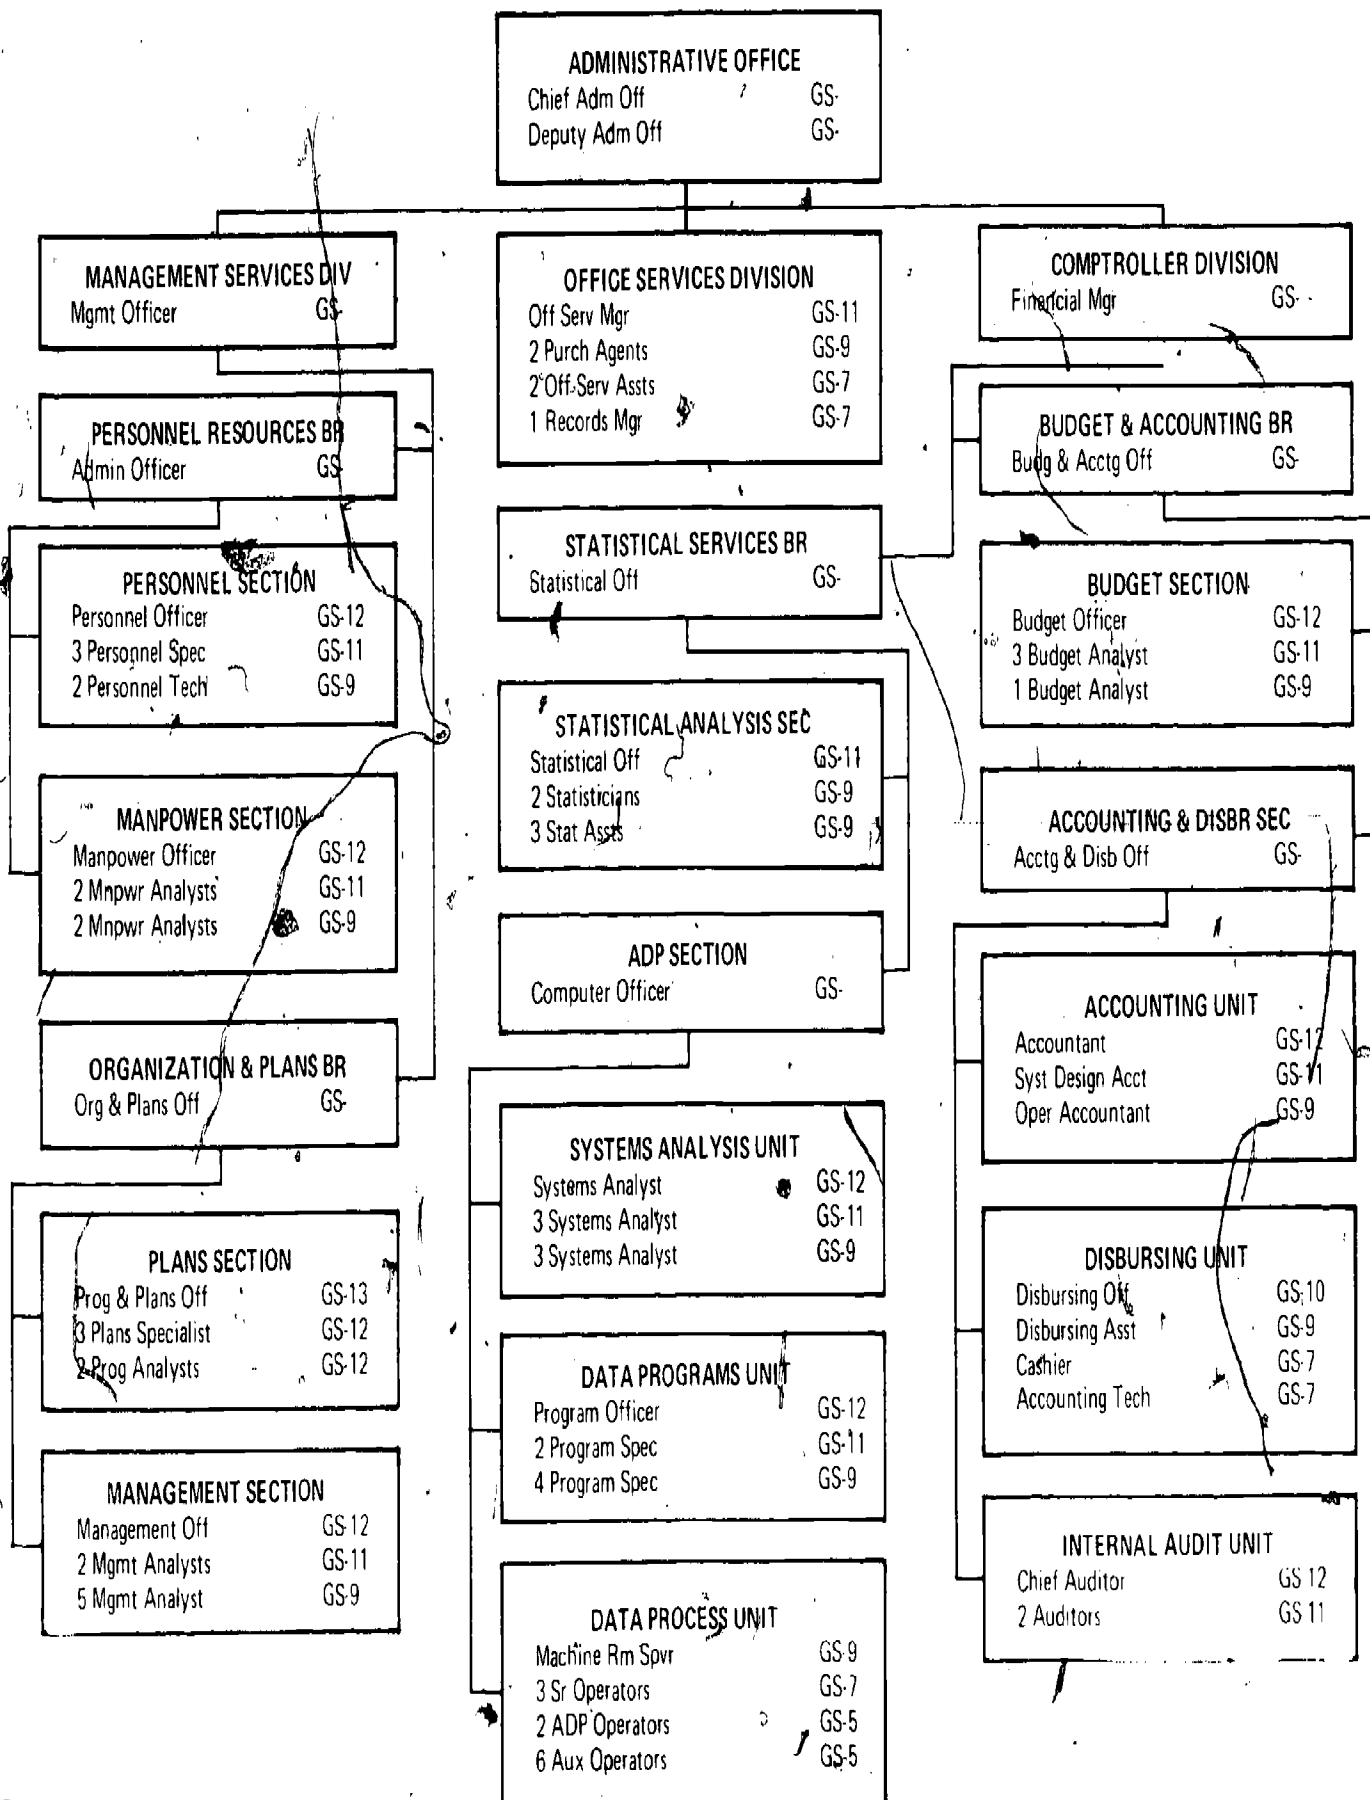 ADMINISTRATIVE OFFICE
Chief Adm Off GS-
Deputy Adm Off GS-
MANAGEMENT SERVICES DIV
Mgmt Officer GS-
PERSONNEL RESOURCES BR
Admin Officer GS-
PERSONNEL SECTION
Personnel Officer GS-12
3 Personnel Spec GS-11
2 Personnel Tech GS-9
MANPOWER SECTION
Manpower Officer GS-12
2 Mnpwr Analysts GS-11
2 Mnpwr Analysts GS-9
ORGANIZATION & PLANS BR
Org & Plans Off GS-
PLANS SECTION
Prog & Plans Off GS-13
3 Plans Specialist GS-12
2 Prog Analysts GS-12
MANAGEMENT SECTION
Management Off GS-12
2 Mgmt Analysts GS-11
5 Mgmt Analyst GS-9
OFFICE SERVICES DIVISION
Off Serv Mgr GS-11
2 Purch Agents GS-9
2 Off Serv Assts GS-7
1 Records Mgr GS-7
STATISTICAL SERVICES BR
Statistical Off GS-
STATISTICAL ANALYSIS SEC
Statistical Off GS-11
2 Statisticians GS-9
3 Stat Assts GS-9
ADP SECTION
Computer Officer GS-
SYSTEMS ANALYSIS UNIT
Systems Analyst GS-12
3 Systems Analyst GS-11
3 Systems Analyst GS-9
DATA PROGRAMS UNIT
Program Officer GS-12
2 Program Spec GS-11
4 Program Spec GS-9
DATA PROCESS UNIT
Machine Rm Spvr GS-9
3 Sr Operators GS-7
2 ADP Operators GS-5
6 Aux Operators GS-5
COMPTROLLER DIVISION
Financial Mgr GS-
BUDGET & ACCOUNTING BR
Budg & Acctg Off GS-
BUDGET SECTION
Budget Officer GS-12
3 Budget Analyst GS-11
1 Budget Analyst GS-9
ACCOUNTING & DISBR SEC
Acctg & Disb Off GS-
ACCOUNTING UNIT
Accountant GS-12
Syst Design Acct GS-11
Oper Accountant GS-9
DISBURSING UNIT
Disbursing Off GS-10
Disbursing Asst GS-9
Cashier GS-7
Accounting Tech GS-7
INTERNAL AUDIT UNIT
Chief Auditor GS 12
2 Auditors GS 11